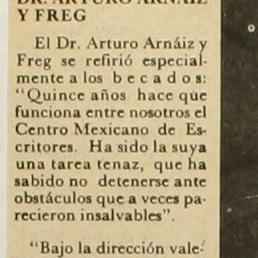 DR. ARTURO ARNAIZ
Y FREG
El Dr. Arturo Arnáiz y
Freg se refirió especial-
mente a los becados:
"Quince años hace que
funciona entre nosotros el
Centro Mexicano de Es-
critores. Ha sido la suya
una tarea tenaz, que ha
sabido no detenerse ante
obstáculos que a veces pa-
recieron insalvables".
"Bajo la dirección vale-